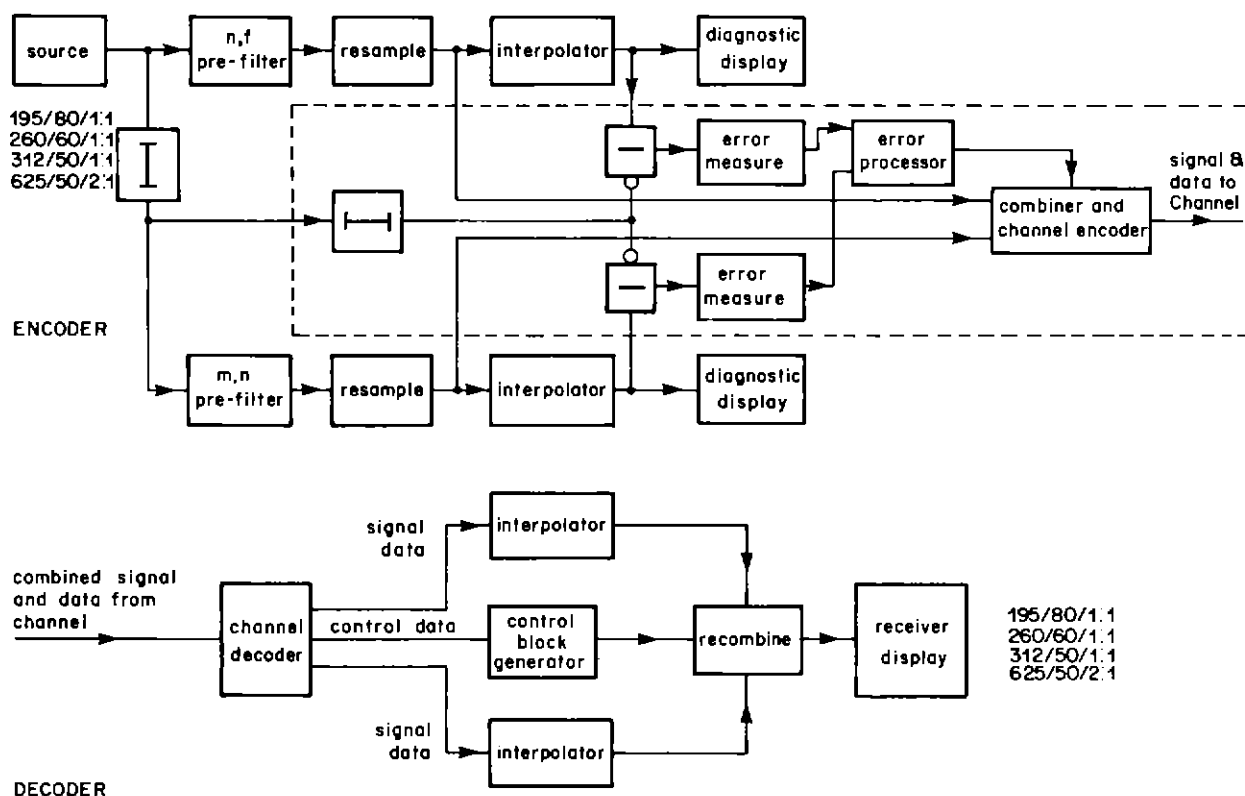 source
n,f
pre-filter
resample
interpolator
diagnostic
display
195/80/1:1
260/60/1:1
312/50/1:1
625/50/2:1
error
measure
error
processor
signal &
data to
Channel
combiner and
channel encoder
error
measure
ENCODER
m,n
pre-filter
resample
interpolator
diagnostic
display
signal
data
interpolator
combined signal
and data from
channel
channel
decoder
control data
control
block
generator
recombine
receiver
display
195/80/1:1
260/60/1:1
312/50/1:1
625/50/2:1
signal
data
interpolator
DECODER